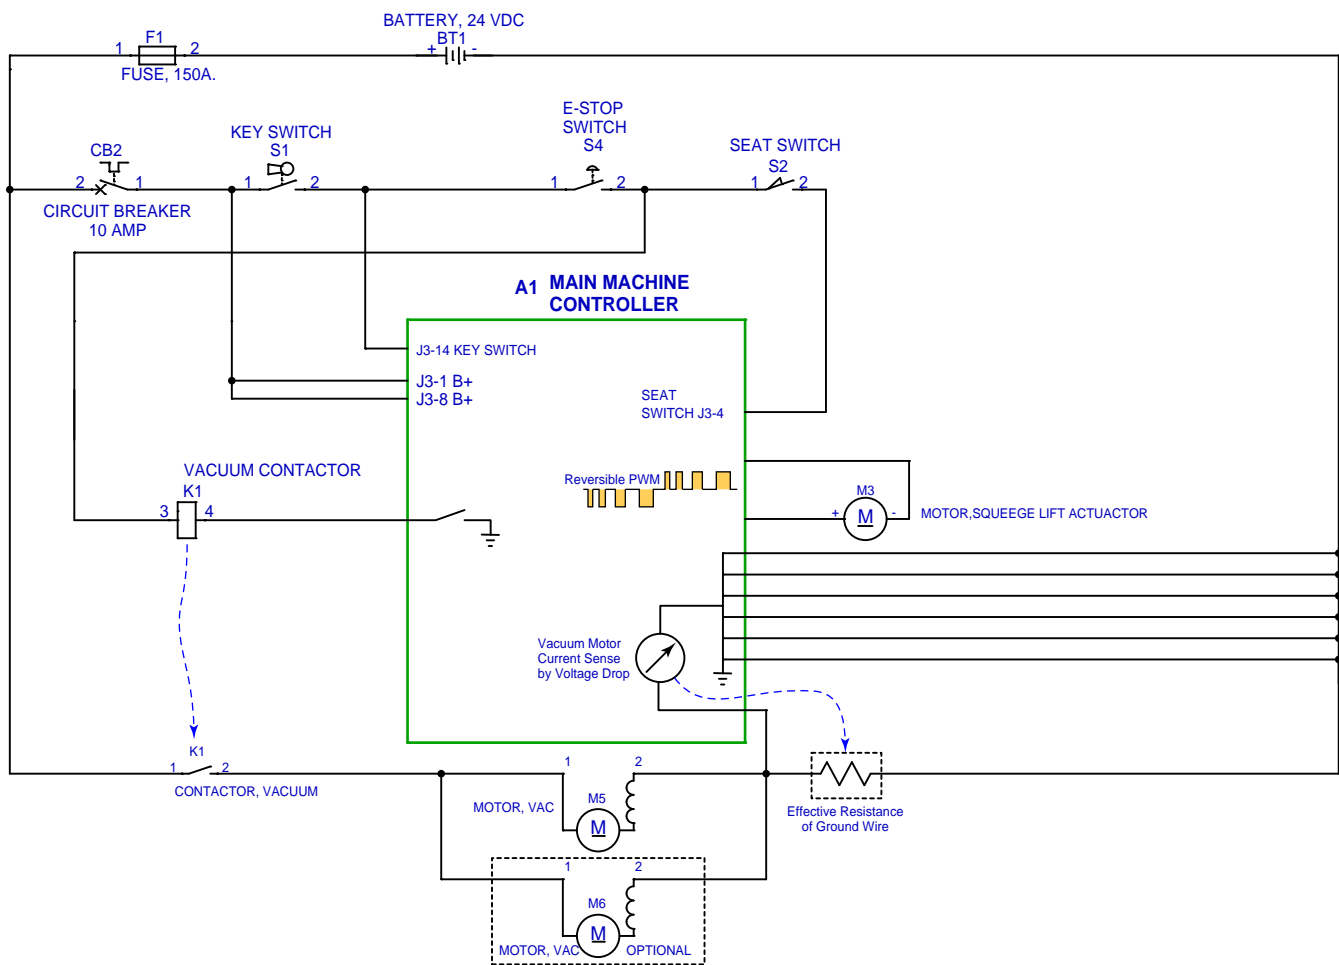 BATTERY, 24 VDC
BT1
+ -
F1
1 2
FUSE, 150A.
CB2
2 1
CIRCUIT BREAKER
10 AMP
KEY SWITCH
S1
1 2
E-STOP
SWITCH
S4
1 2
SEAT SWITCH
S2
1 2
A1 MAIN MACHINE
CONTROLLER
J3-14 KEY SWITCH
J3-1 B+
J3-8 B+
SEAT
SWITCH J3-4
VACUUM CONTACTOR
K1
3 4
Reversible PWM
M3
+ M -
MOTOR,SQUEEGE LIFT ACTUACTOR
Vacuum Motor
Current Sense
by Voltage Drop
K1
1 2
CONTACTOR, VACUUM
1 2
MOTOR, VAC
M5
M
Effective Resistance
of Ground Wire
1 2
M6
M
MOTOR, VAC
OPTIONAL